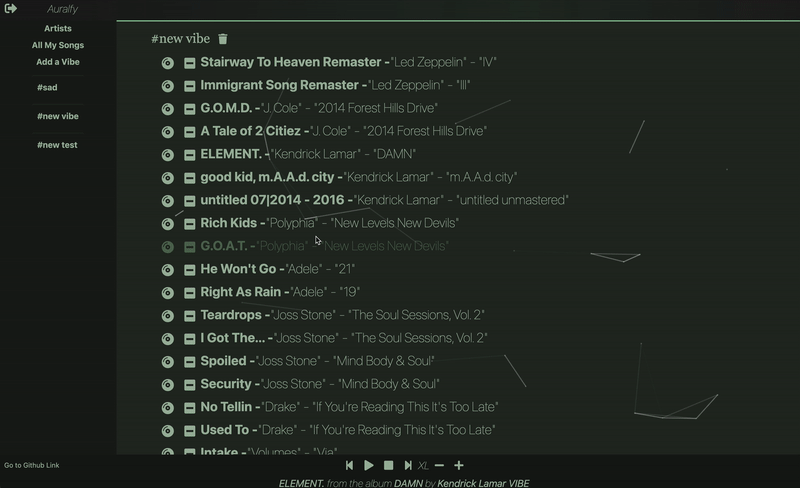 Auralfy
Artists
All My Songs
Add a Vibe
#sad
#new vibe
#new test
#new vibe
Stairway To Heaven Remaster -"Led Zeppelin" - "IV"
Immigrant Song Remaster -"Led Zeppelin" - "III"
G.O.M.D. -"J. Cole" - "2014 Forest Hills Drive"
A Tale of 2 Citiez -"J. Cole" - "2014 Forest Hills Drive"
ELEMENT. -"Kendrick Lamar" - "DAMN"
good kid, m.A.A.d. city -"Kendrick Lamar" - "m.A.A.d. city"
untitled 07|2014 - 2016 -"Kendrick Lamar" - "untitled unmastered"
Rich Kids -"Polyphia" - "New Levels New Devils"
G.O.A.T. -"Polyphia" - "New Levels New Devils"
He Won't Go -"Adele" - "21"
Right As Rain -"Adele" - "19"
Teardrops -"Joss Stone" - "The Soul Sessions, Vol. 2"
I Got The... -"Joss Stone" - "The Soul Sessions, Vol. 2"
Spoiled -"Joss Stone" - "Mind Body & Soul"
Security -"Joss Stone" - "Mind Body & Soul"
No Tellin -"Drake" - "If You're Reading This It's Too Late"
Used To -"Drake" - "If You're Reading This It's Too Late"
Intake -"Volumes" - "Via"
Go to Github Link
XL
ELEMENT. from the album DAMN by Kendrick Lamar VIBE